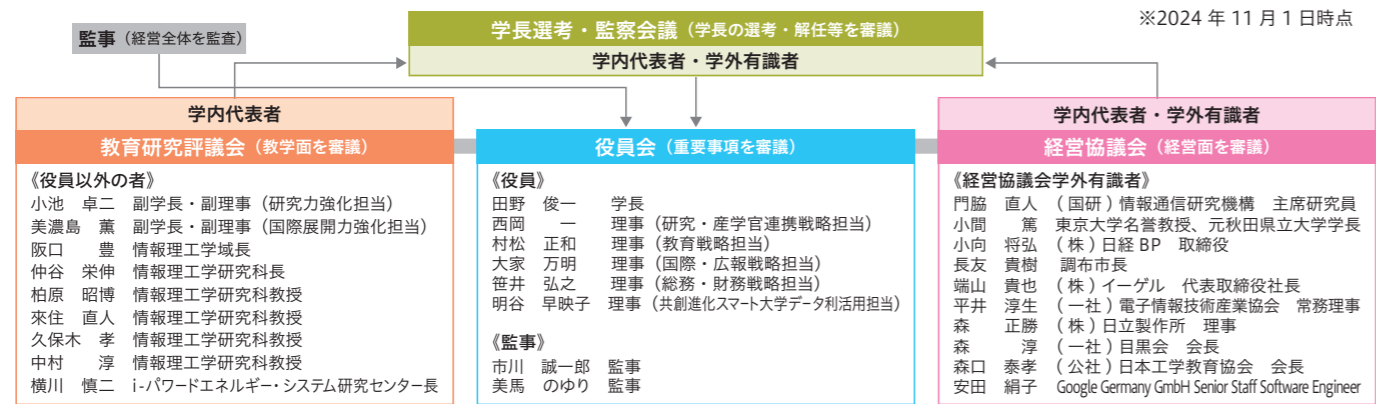 ※2024 年 11 月 1 日時点
監事（経営全体を監査）
学長選考・監察会議（学長の選考・解任等を審議）
学内代表者・学外有識者
学内代表者
教育研究評議会（教学面を審議）
《役員以外の者》
小池　卓二　副学長・副理事（研究力強化担当）
美濃島　薫　副学長・副理事（国際展開力強化担当）
阪口　豊　情報理工学域長
仲谷　栄伸　情報理工学研究科長
柏原　昭博　情報理工学研究科教授
來住　直人　情報理工学研究科教授
久保木　孝　情報理工学研究科教授
中村　淳　情報理工学研究科教授
横川　慎二　i-パワードエネルギー・システム研究センター長
役員会（重要事項を審議）
《役員》
田野　俊一　学長
西岡　一　理事（研究・産学官連携戦略担当）
村松　正和　理事（教育戦略担当）
大家　万明　理事（国際・広報戦略担当）
笹井　弘之　理事（総務・財務戦略担当）
明谷　早映子　理事（共創進化スマート大学データ利活用担当）
《監事》
市川　誠一郎　監事
美馬　のゆり　監事
学内代表者・学外有識者
経営協議会（経営面を審議）
《経営協議会学外有識者》
門脇　直人　( 国研 ) 情報通信研究機構　主席研究員
小間　篤　東京大学名誉教授、元秋田県立大学学長
小向　将弘　( 株 ) 日経 BP　取締役
長友　貴樹　調布市長
端山　貴也　( 株 ) イーゲル　代表取締役社長
平井　淳生　( 一社 ) 電子情報技術産業協会　常務理事
森　正勝　( 株 ) 日立製作所　理事
森　淳　( 一社 ) 目黒会　会長
森口　泰孝　( 公社 ) 日本工学教育協会　会長
安田　絹子　Google Germany GmbH Senior Staff Software Engineer